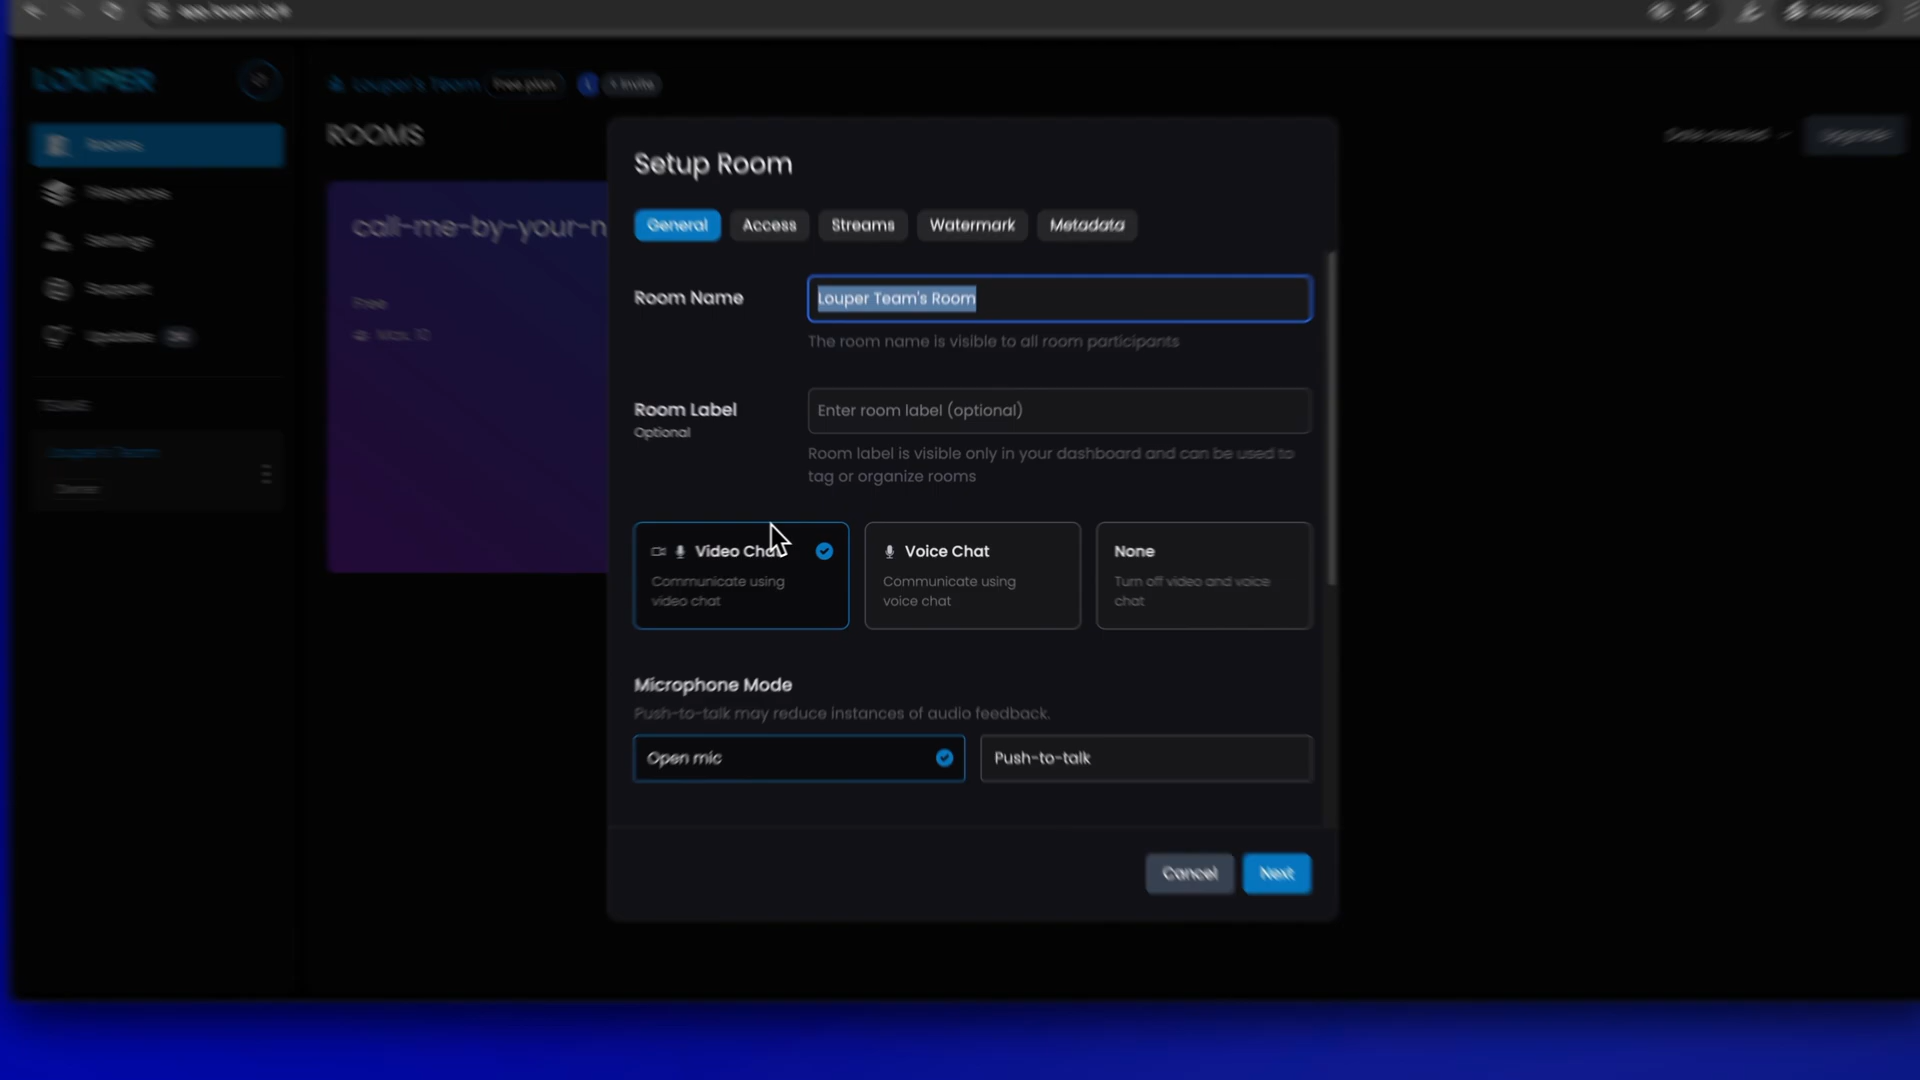 LOUPER
Louper's Team Free plan 1 Invite
Rooms
ROOMS
Date created Upgrade
Filespaces
Settings
Support
Updates
TEAMS
Louper's Team
Owner
call-me-by-your-n
Free
Setup Room
General Access Streams Watermark Metadata
Room Name
Louper Team's Room
The room name is visible to all room participants
Room Label
Optional
Enter room label (optional)
Room label is visible only in your dashboard and can be used to
tag or organize rooms
Video Chat
Communicate using
video chat
Voice Chat
Communicate using
voice chat
None
Turn off video and voice
chat
Microphone Mode
Push-to-talk may reduce instances of audio feedback.
Open mic
Push-to-talk
Cancel Next